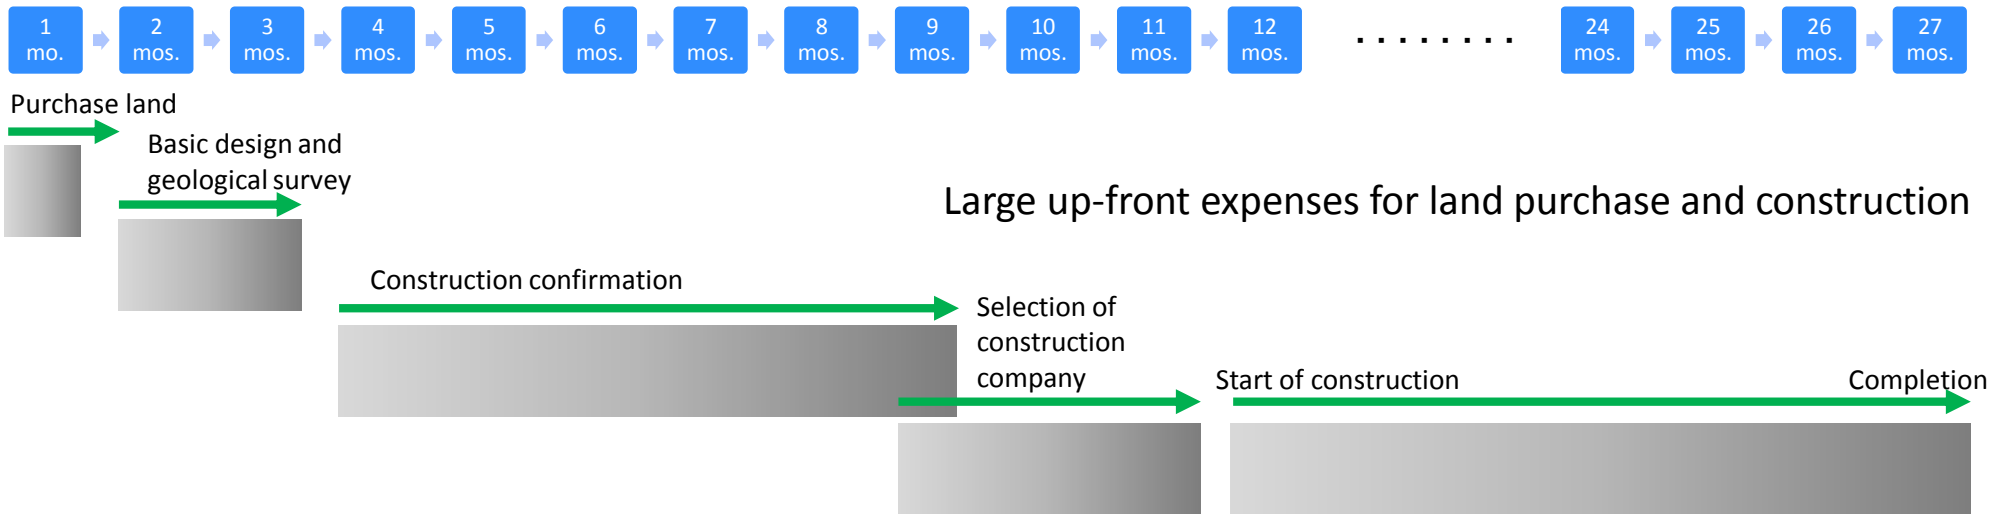 1
mo.
2
mos.
3
mos.
4
mos.
5
mos.
6
mos.
7
mos.
8
mos.
9
mos.
10
mos.
11
mos.
12
mos.
........
24
mos.
25
mos.
26
mos.
27
mos.
Purchase land
Basic design and
geological survey
Large up-front expenses for land purchase and construction
Construction confirmation
Selection of
construction
company
Start of construction
Completion